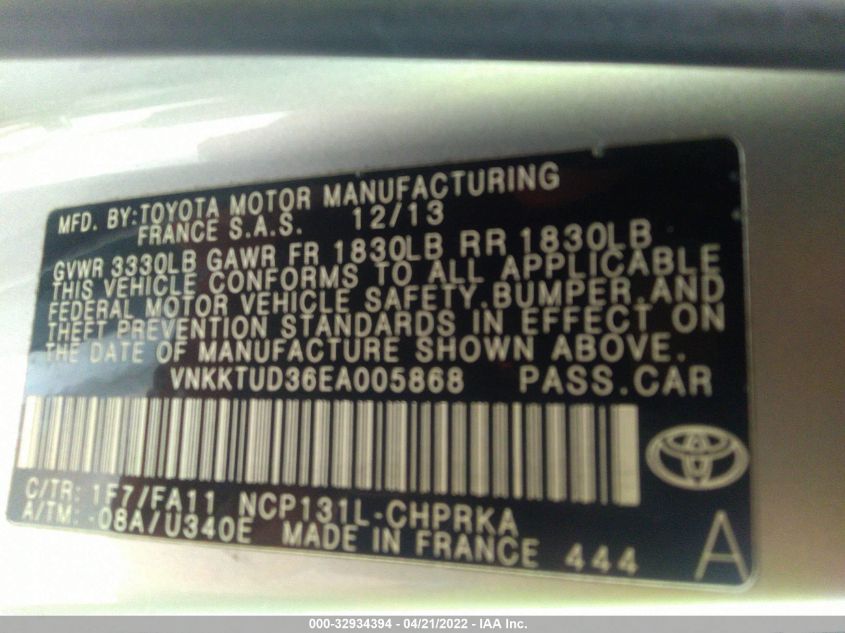 MFD. BY:TOYOTA MOTOR MANUFACTURING
FRANCE S.A.S. 12/13
GVWR 3330LB GAWR FR 1830LB RR 1830LB
THIS VEHICLE CONFORMS TO ALL APPLICABLE
FEDERAL MOTOR VEHICLE SAFETY,BUMPER,AND
THEFT PREVENTION STANDARDS IN EFFECT ON
THE DATE OF MANUFACTURE SHOWN ABOVE.
VNKKTUD36EA005868 PASS.CAR
C/TR: 1F7/FA11 NCP131L-CHPRKA
A/TM: -08A/U340E MADE IN FRANCE 444
A
000-32934394 - 04/21/2022 - IAA Inc.